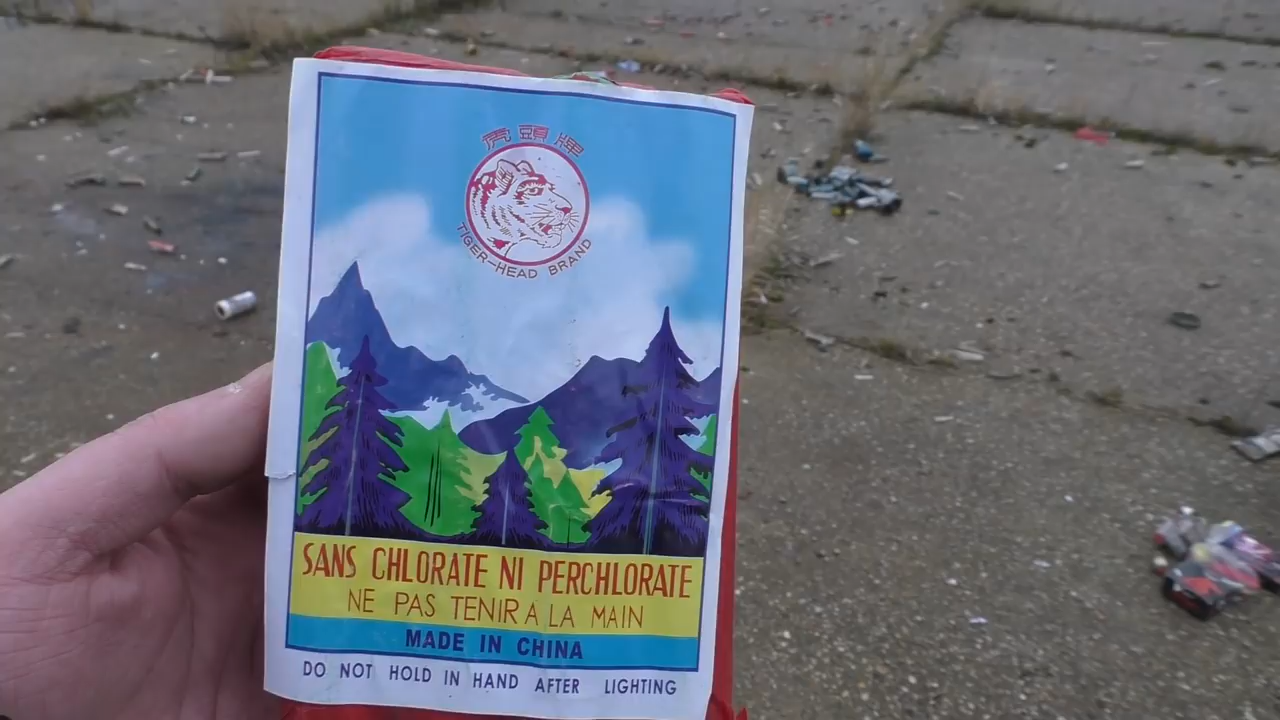 虎頭牌
TIGER-HEAD BRAND
SANS CHLORATE NI PERCHLORATE
NE PAS TENIR A LA MAIN
MADE IN CHINA
DO NOT HOLD IN HAND AFTER LIGHTING